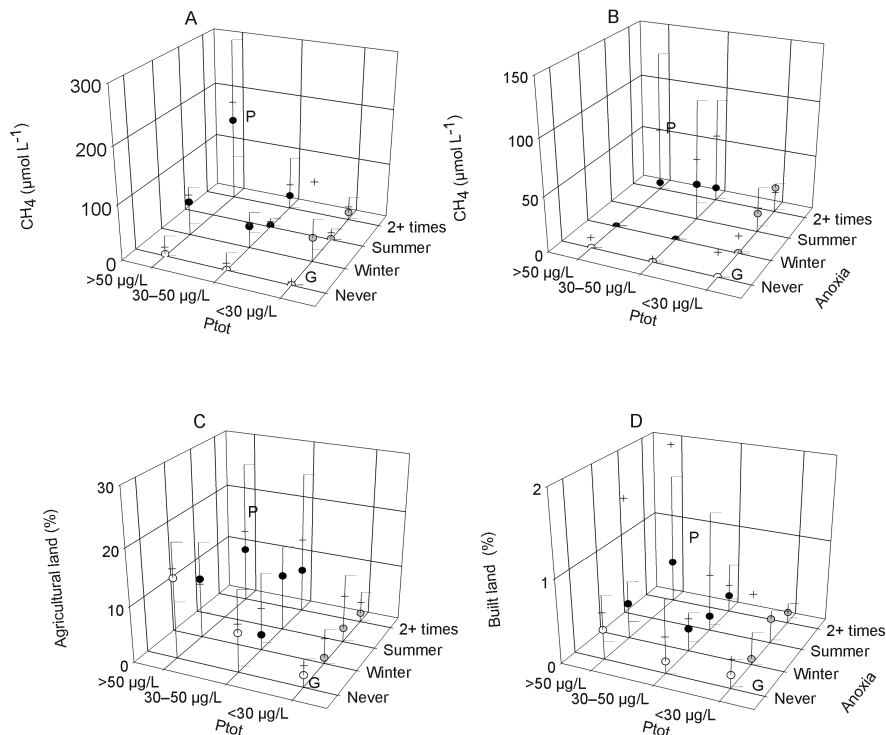 A
300
200
100
0
CH4 (µmol L-1)
P
G
>50 µg/L
30–50 µg/L
<30 µg/L
Ptot
2+ times
Summer
Winter
Never
B
150
100
50
0
CH4 (µmol L-1)
P
G
>50 µg/L
30–50 µg/L
<30 µg/L
Ptot
2+ times
Summer
Winter
Never
Anoxia
C
30
20
10
0
Agricultural land (%)
P
G
>50 µg/L
30–50 µg/L
<30 µg/L
Ptot
2+ times
Summer
Winter
Never
D
2
1
0
Built land (%)
P
G
>50 µg/L
30–50 µg/L
<30 µg/L
Ptot
2+ times
Summer
Winter
Never
Anoxia